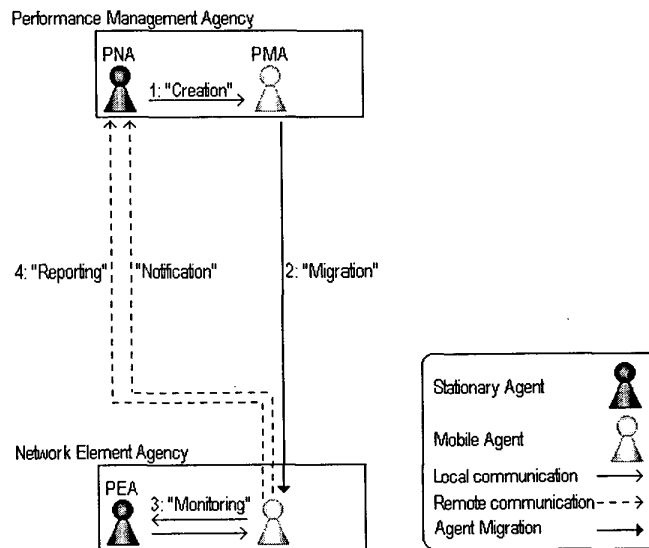 Performance Management Agency
PNA
PMA
1: "Creation"
4: "Reporting"
"Notification"
2: "Migration"
Network Element Agency
PEA
3: "Monitoring"
Stationary Agent
Mobile Agent
Local communication
Remote communication
Agent Migration